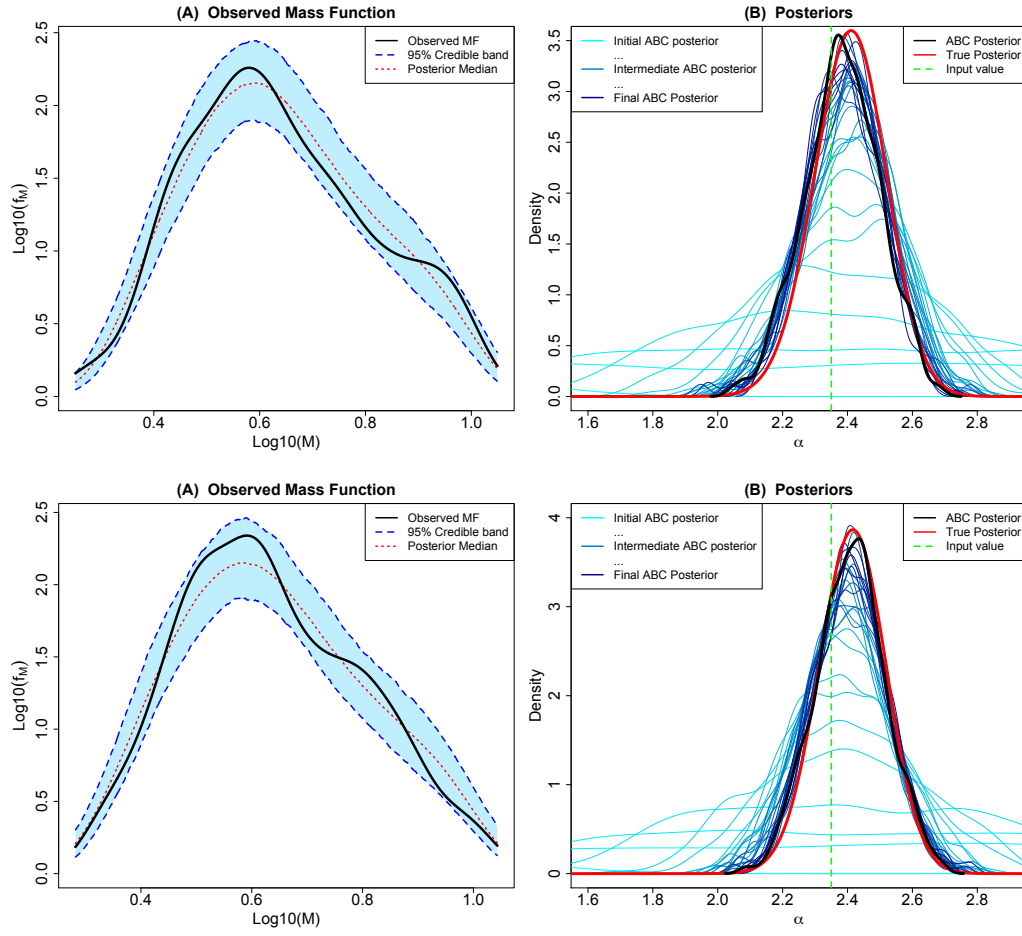 (A) Observed Mass Function
Observed MF
95% Credible band
Posterior Median
Log10(fM)
0.0 0.5 1.0 1.5 2.0 2.5
0.4 0.6 0.8 1.0
Log10(M)
(B) Posteriors
Initial ABC posterior
...
Intermediate ABC posterior
...
Final ABC Posterior
ABC Posterior
True Posterior
Input value
Density
0.0 0.5 1.0 1.5 2.0 2.5 3.0 3.5
1.6 1.8 2.0 2.2 2.4 2.6 2.8
α
(A) Observed Mass Function
Observed MF
95% Credible band
Posterior Median
Log10(fM)
0.0 0.5 1.0 1.5 2.0 2.5
0.4 0.6 0.8 1.0
Log10(M)
(B) Posteriors
Initial ABC posterior
...
Intermediate ABC posterior
...
Final ABC Posterior
ABC Posterior
True Posterior
Input value
Density
0 1 2 3 4
1.6 1.8 2.0 2.2 2.4 2.6 2.8
α